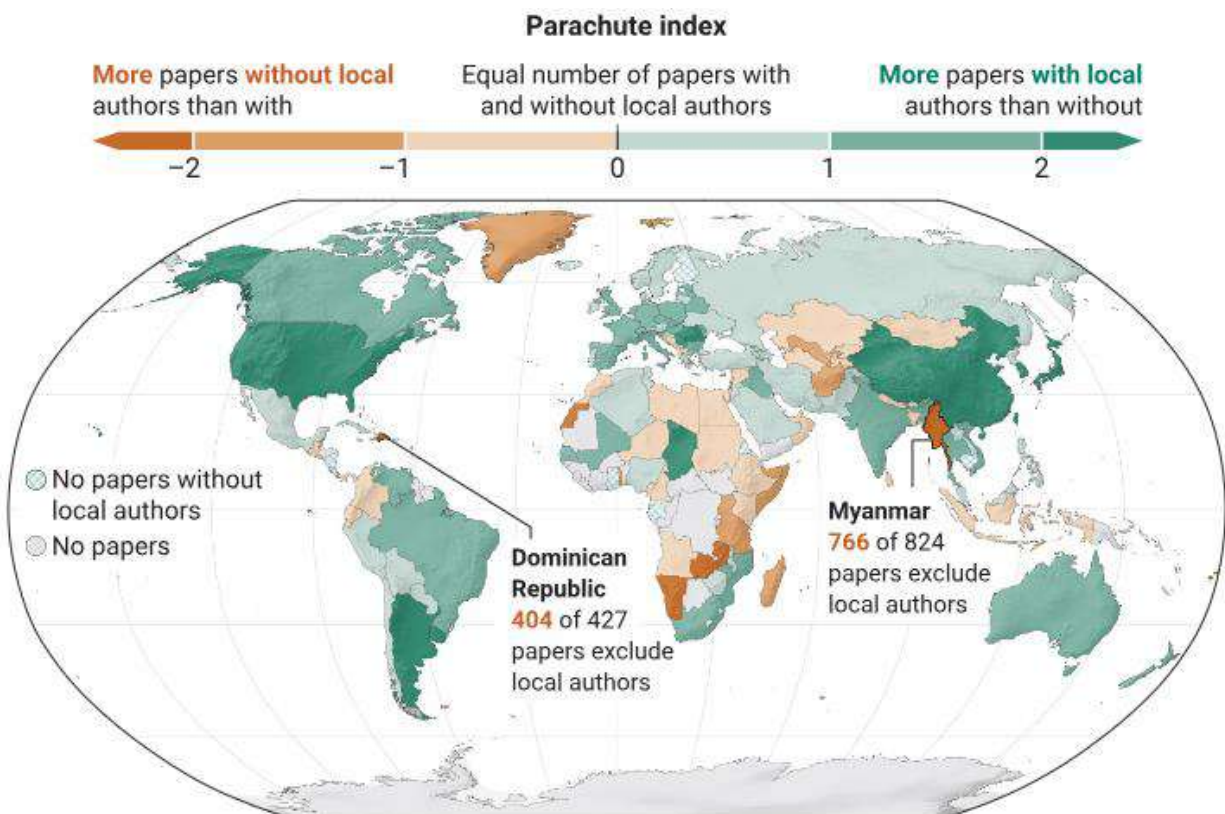 Parachute index
More papers without local
authors than with
Equal number of papers with
and without local authors
More papers with local
authors than without
−2
−1
0
1
2
No papers without
local authors
No papers
Dominican
Republic
404 of 427
papers exclude
local authors
Myanmar
766 of 824
papers exclude
local authors